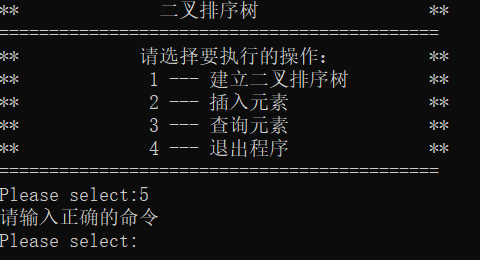 ** 二叉排序树 **
============================================
** 请选择要执行的操作: **
** 1 --- 建立二叉排序树 **
** 2 --- 插入元素 **
** 3 --- 查询元素 **
** 4 --- 退出程序 **
============================================
Please select:5
请输入正确的命令
Please select: